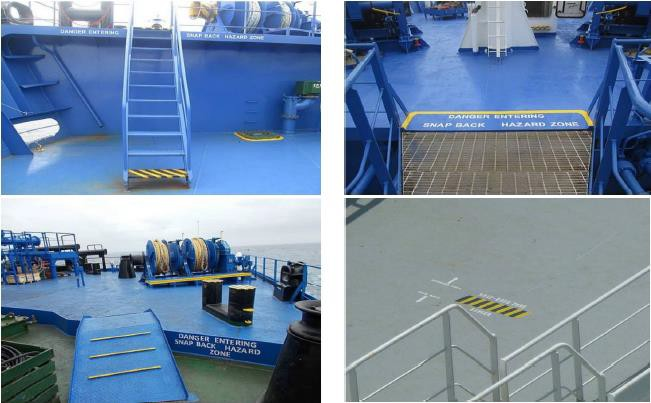 DANGER ENTERING
SNAP BACK HAZARD ZONE
DANGER ENTERING
SNAP BACK HAZARD ZONE
DANGER ENTERING
SNAP BACK HAZARD
ZONE